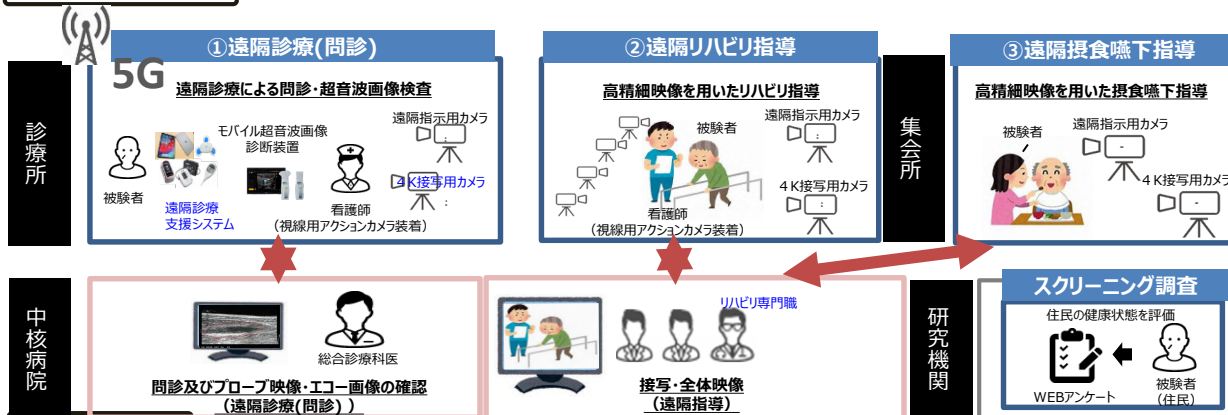 5G
診療所
①遠隔診療(問診)
遠隔診療による問診・超音波画像検査
被験者
遠隔診療
支援システム
モバイル超音波画像
診断装置
看護師
(視線用アクションカメラ装着)
遠隔指示用カメラ
4K接写用カメラ
②遠隔リハビリ指導
高精細映像を用いたリハビリ指導
被験者
看護師
(視線用アクションカメラ装着)
遠隔指示用カメラ
4K接写用カメラ
集会所
③遠隔摂食嚥下指導
高精細映像を用いた摂食嚥下指導
被験者
遠隔指示用カメラ
4K接写用カメラ
中核病院
総合診療科医
問診及びプローブ映像・エコー画像の確認
(遠隔診療(問診))
リハビリ専門職
接写・全体映像
(遠隔指導)
研究機関
スクリーニング調査
住民の健康状態を評価
WEBアンケート
被験者
(住民)